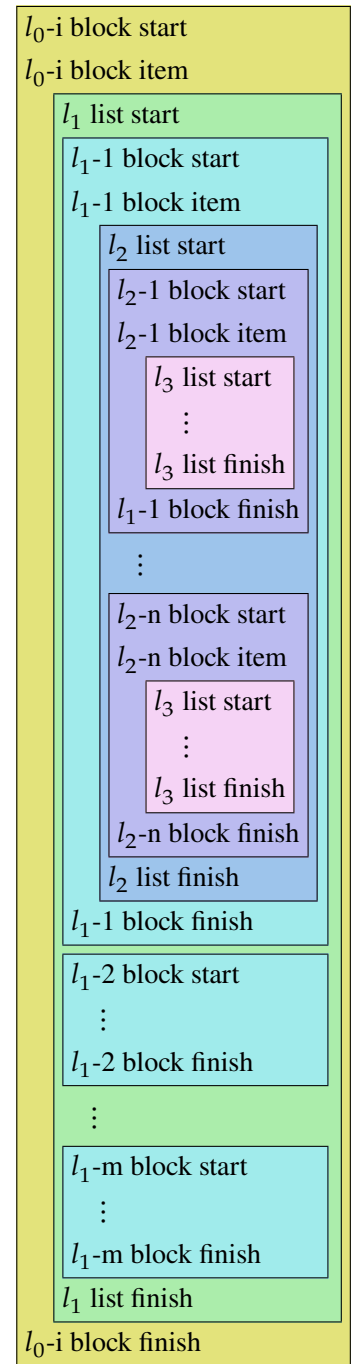 l₀-i block start
l₀-i block item
l₁ list start
l₁-1 block start
l₁-1 block item
l₂ list start
l₂-1 block start
l₂-1 block item
l₃ list start
⋮
l₃ list finish
l₁-1 block finish
⋮
l₂-n block start
l₂-n block item
l₃ list start
⋮
l₃ list finish
l₂-n block finish
l₂ list finish
l₁-1 block finish
l₁-2 block start
⋮
l₁-2 block finish
⋮
l₁-m block start
⋮
l₁-m block finish
l₁ list finish
l₀-i block finish